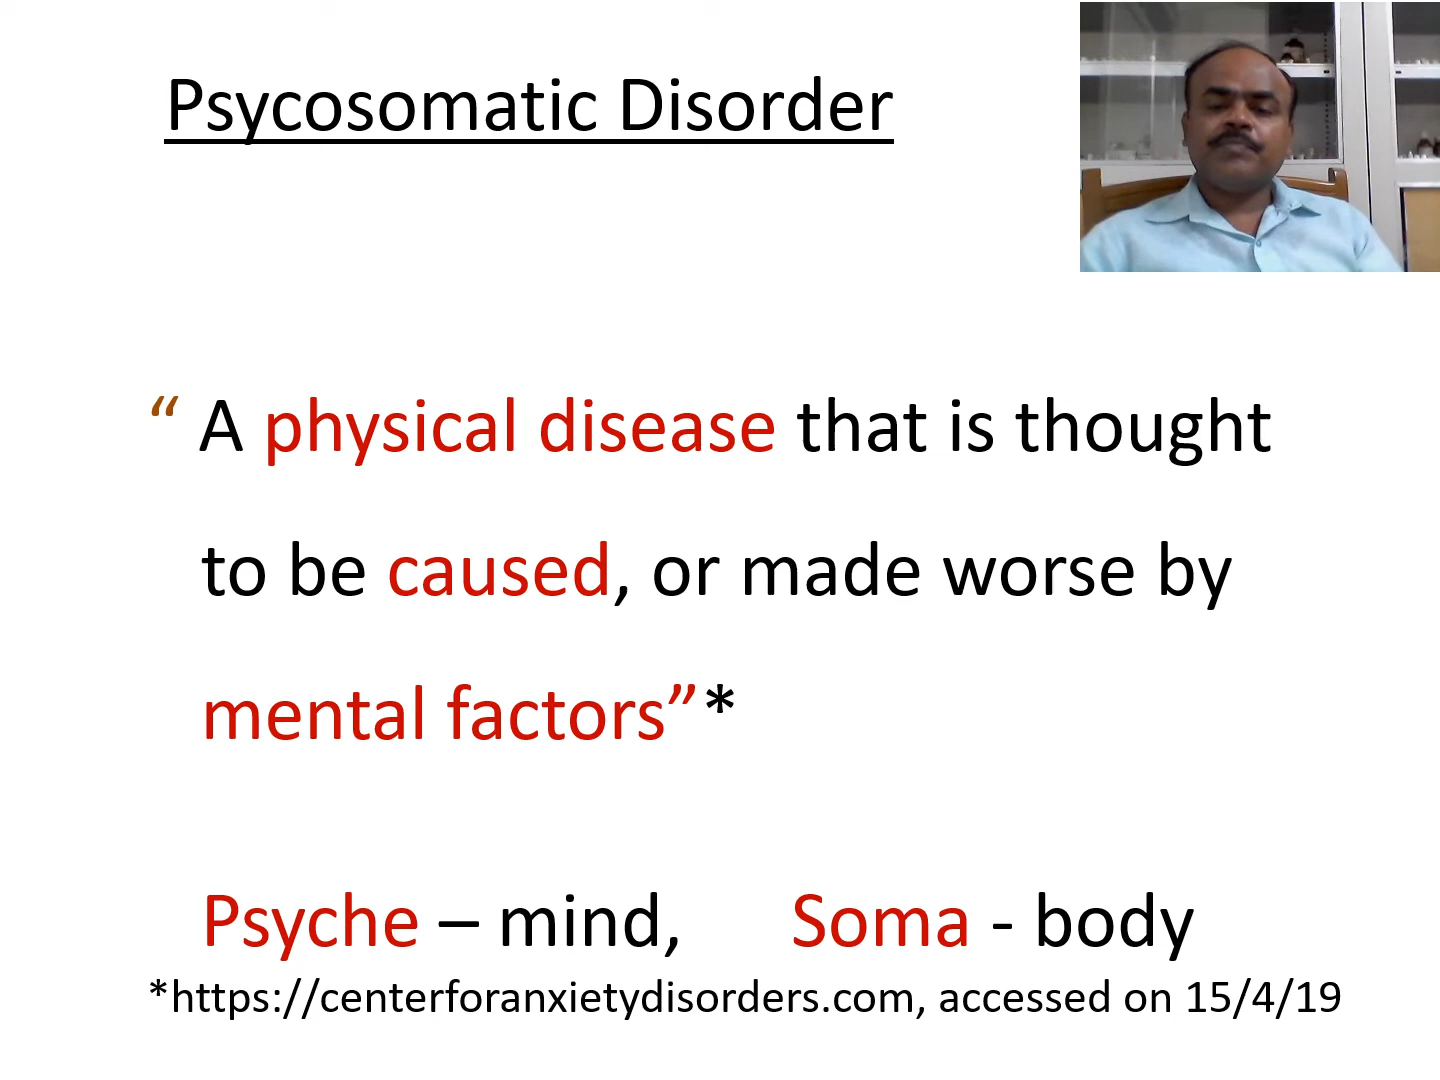 Psycosomatic Disorder
“ A physical disease that is thought
to be caused, or made worse by
mental factors”*
Psyche – mind, Soma - body
*https://centerforanxietydisorders.com, accessed on 15/4/19